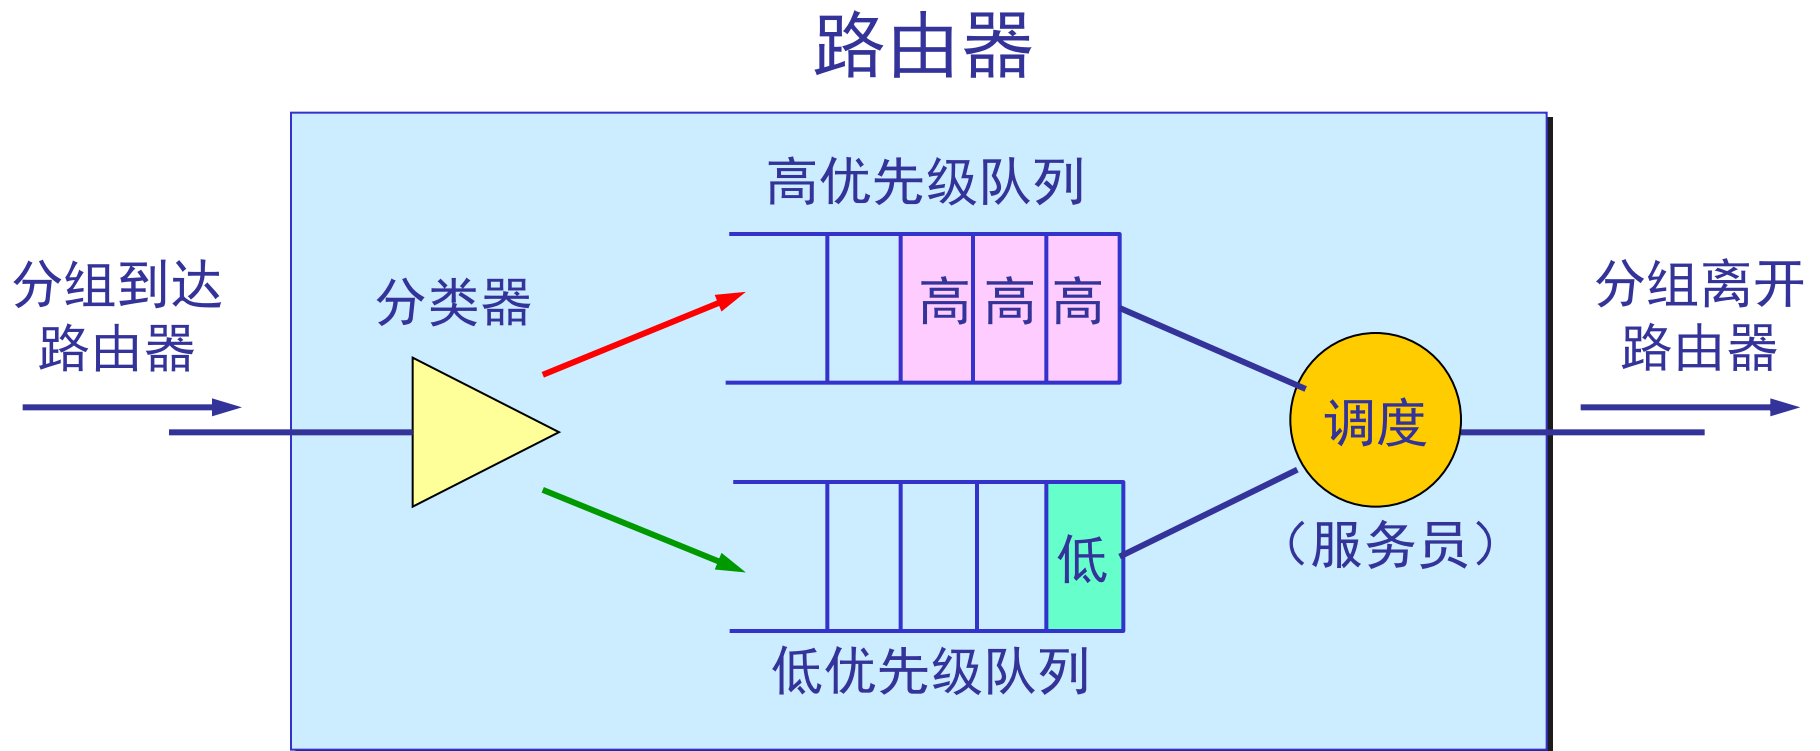 路由器
高优先级队列
分组到达
路由器
分类器
高 高 高
分组离开
路由器
调度
（服务员）
低
低优先级队列